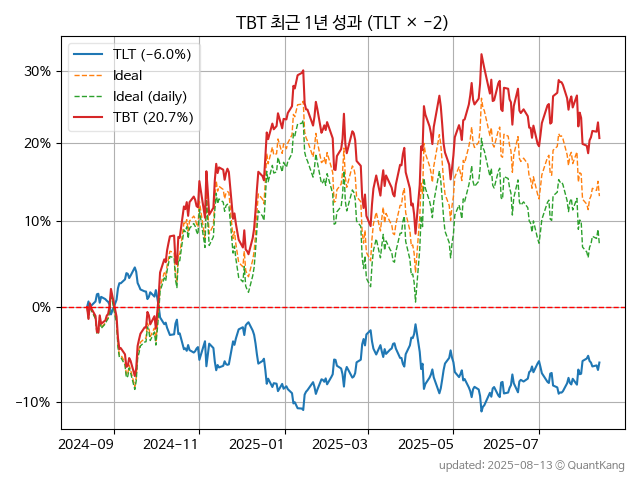 TBT 최근 1년 성과 (TLT × −2)
TLT (−6.0%)
Ideal
Ideal (daily)
TBT (20.7%)
30%
20%
10%
0%
−10%
2024-09
2024-11
2025-01
2025-03
2025-05
2025-07
updated: 2025-08-13 © QuantKang